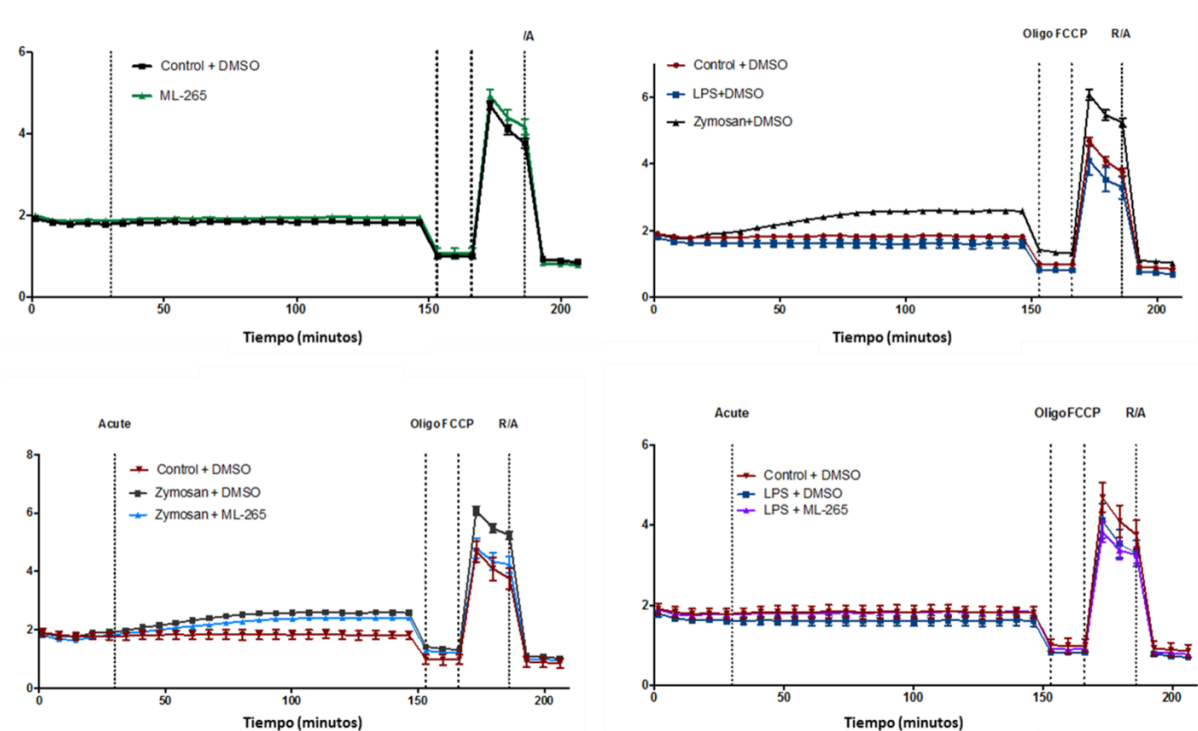 /A
6
Control + DMSO
ML-265
4
2
0
0 50 100 150 200
Tiempo (minutos)
Oligo FCCP R/A
Control + DMSO
LPS+DMSO
Zymosan+DMSO
6
4
2
0
0 50 100 150 200
Tiempo (minutos)
Acute Oligo FCCP R/A
8
Control + DMSO
Zymosan + DMSO
Zymosan + ML-265
6
4
2
0
0 50 100 150 200
Tiempo (minutos)
Acute Oligo FCCP R/A
6
Control + DMSO
LPS + DMSO
LPS + ML-265
4
2
0
0 50 100 150 200
Tiempo (minutos)